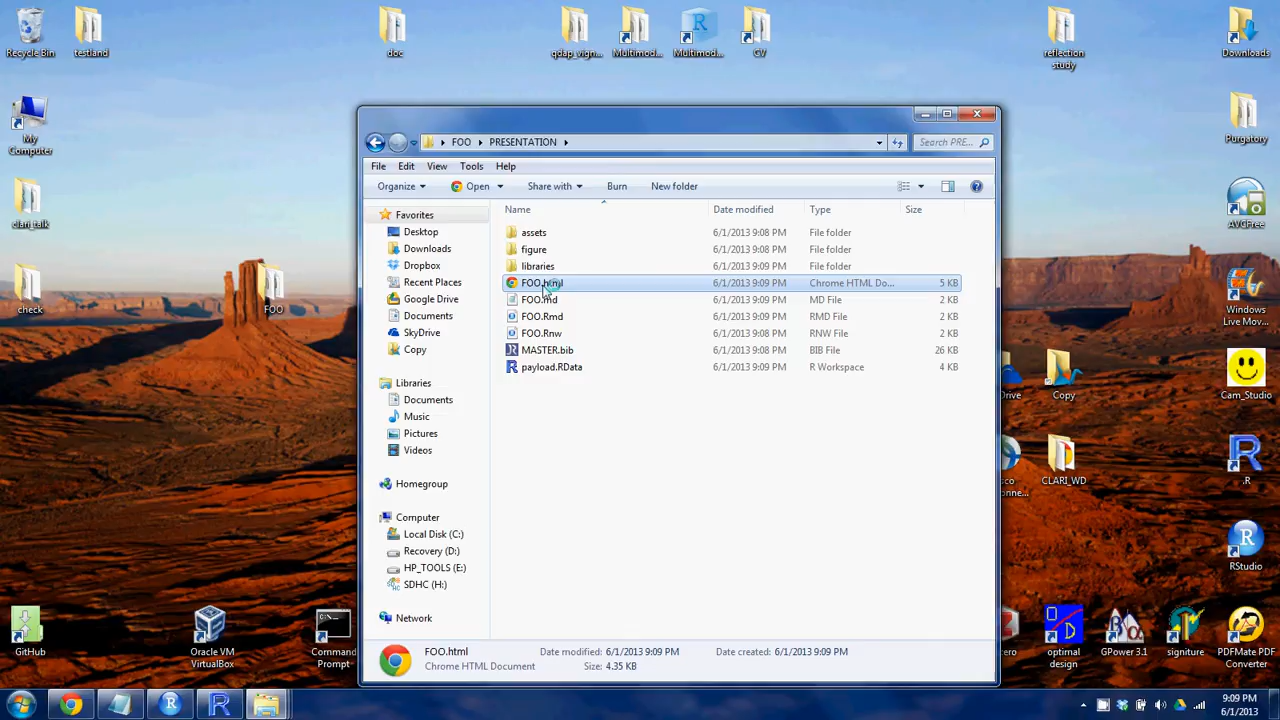 Recycle Bin
testland
doc
qdap_vign...
Multimod...
Multimod...
CV
reflection
study
Downloads
My
Computer
Purgatory
clari_talk
AVGFree
check
FOO
Windows
Live Mov...
Copy
Cam_Studio
CLARI_WD
.R
RStudio
GitHub
Oracle VM
VirtualBox
Command
Prompt
optimal
design
GPower 3.1
signiture
PDFMate PDF
Converter
FOO
PRESENTATION
Search PRE...
File
Edit
View
Tools
Help
Organize
Open
Share with
Burn
New folder
Name
Date modified
Type
Size
Favorites
Desktop
Downloads
Dropbox
Recent Places
Google Drive
Documents
SkyDrive
Copy
Libraries
Documents
Music
Pictures
Videos
Homegroup
Computer
Local Disk (C:)
Recovery (D:)
HP_TOOLS (E:)
SDHC (H:)
Network
assets 6/1/2013 9:08 PM File folder
figure 6/1/2013 9:08 PM File folder
libraries 6/1/2013 9:09 PM File folder
FOO.html 6/1/2013 9:09 PM Chrome HTML Do... 5 KB
FOO.md 6/1/2013 9:09 PM MD File 2 KB
FOO.Rmd 6/1/2013 9:09 PM RMD File 2 KB
FOO.Rnw 6/1/2013 9:08 PM RNW File 2 KB
MASTER.bib 6/1/2013 9:08 PM BIB File 26 KB
payload.RData 6/1/2013 9:09 PM R Workspace 4 KB
FOO.html
Chrome HTML Document
Date modified: 6/1/2013 9:09 PM
Size: 4.35 KB
Date created: 6/1/2013 9:09 PM
9:09 PM
6/1/2013